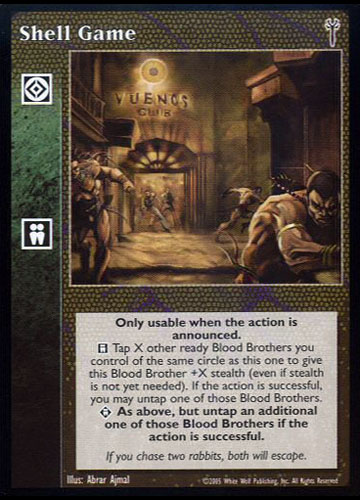 Shell Game
VUENOS
CLUB
Only usable when the action is
announced.
Tap X other ready Blood Brothers you
control of the same circle as this one to give
this Blood Brother +X stealth (even if stealth
is not yet needed). If the action is successful,
you may untap one of those Blood Brothers.
As above, but untap an additional
one of those Blood Brothers if the
action is successful.
If you chase two rabbits, both will escape.
Illus: Abrar Ajmal
©2005 White Wolf Publishing, Inc. All Rights Reserved.